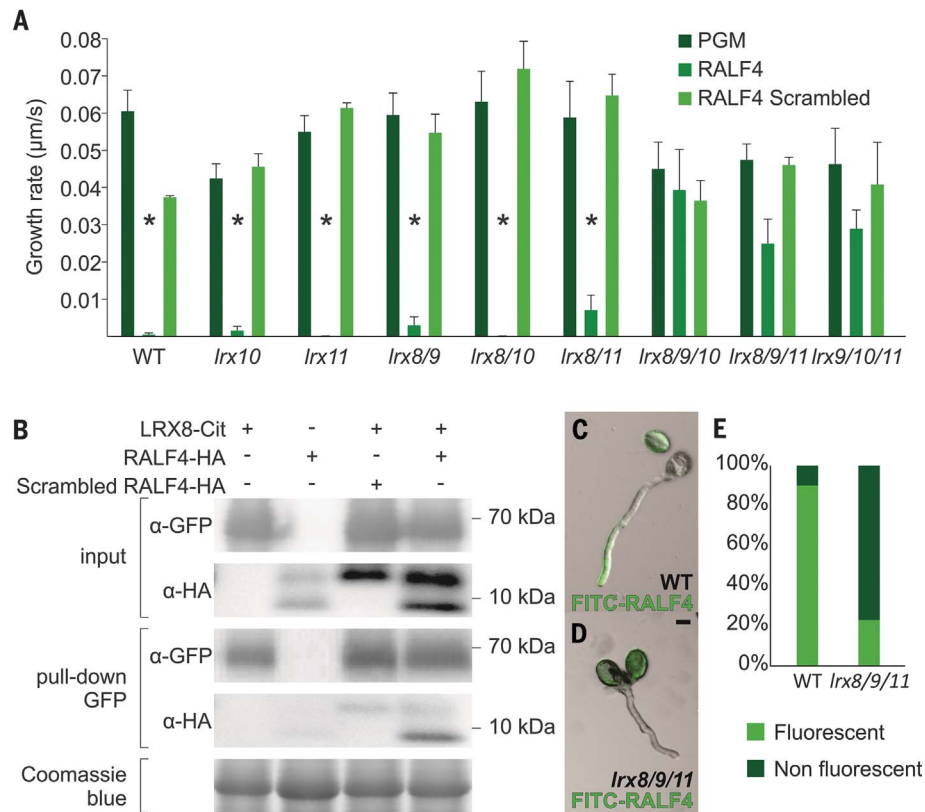 A
0.08
0.07
0.06
0.05
0.04
0.03
0.02
0.01
Growth rate (µm/s)
PGM
RALF4
RALF4 Scrambled
* * * * * *
WT lrx10 lrx11 lrx8/9 lrx8/10 lrx8/11 lrx8/9/10 lrx8/9/11 lrx9/10/11
B
LRX8-Cit + - + +
RALF4-HA - + - +
Scrambled RALF4-HA - - + -
input
α-GFP
70 kDa
α-HA
10 kDa
pull-down
GFP
α-GFP
70 kDa
α-HA
10 kDa
Coomassie
blue
C
WT
FITC-RALF4
D
lrx8/9/11
FITC-RALF4
E
100%
80%
60%
40%
20%
0%
WT lrx8/9/11
Fluorescent
Non fluorescent